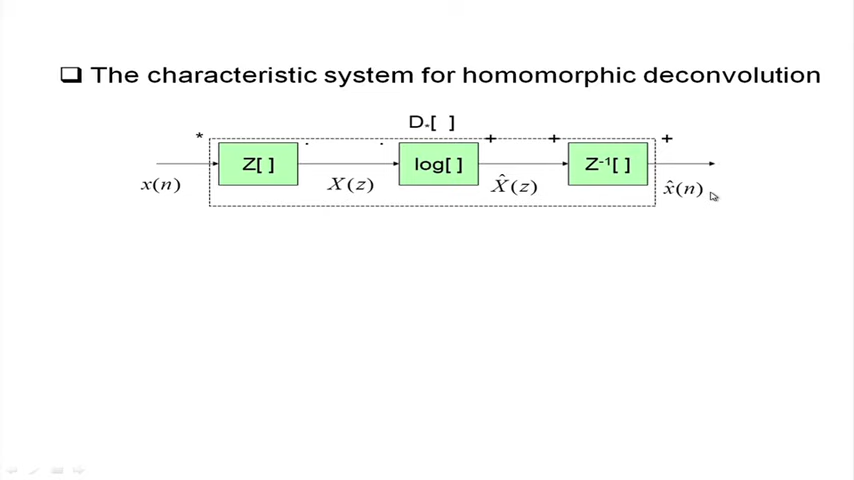 ❑ The characteristic system for homomorphic deconvolution
D*[ ]
* · · + + +
Z[ ] log[ ] Z⁻¹[ ]
x(n) X(z) X̂(z) x̂(n)